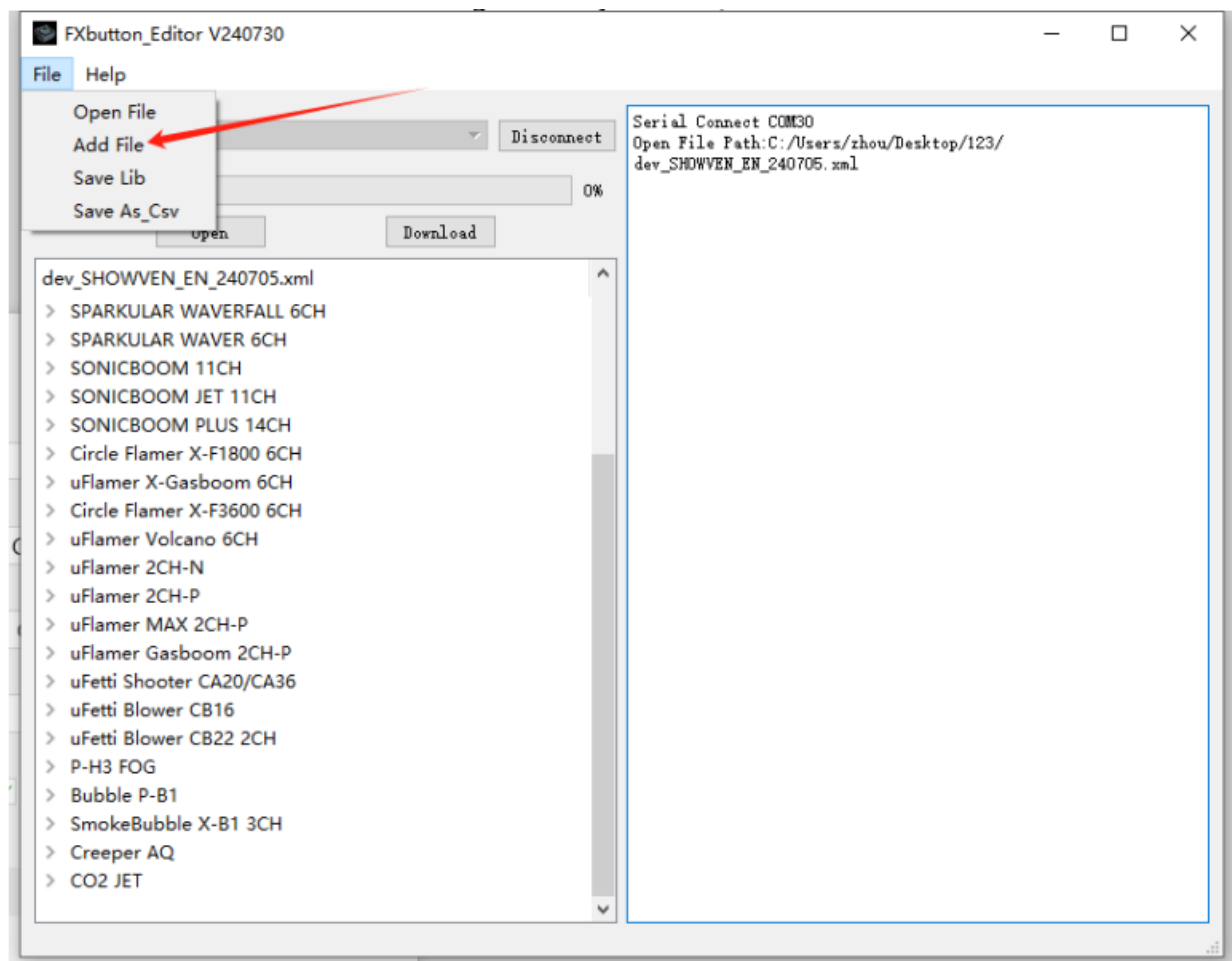 FXbutton_Editor V240730
File Help
Open File
Add File
Save Lib
Save As_Csv
Disconnect
0%
Open Download
dev_SHOWVEN_EN_240705.xml
SPARKULAR WAVERFALL 6CH
SPARKULAR WAVER 6CH
SONICBOOM 11CH
SONICBOOM JET 11CH
SONICBOOM PLUS 14CH
Circle Flamer X-F1800 6CH
uFlamer X-Gasboom 6CH
Circle Flamer X-F3600 6CH
uFlamer Volcano 6CH
uFlamer 2CH-N
uFlamer 2CH-P
uFlamer MAX 2CH-P
uFlamer Gasboom 2CH-P
uFetti Shooter CA20/CA36
uFetti Blower CB16
uFetti Blower CB22 2CH
P-H3 FOG
Bubble P-B1
SmokeBubble X-B1 3CH
Creeper AQ
CO2 JET
Serial Connect COM30
Open File Path:C:/Users/zhou/Desktop/123/
dev_SHOWVEN_EN_240705.xml